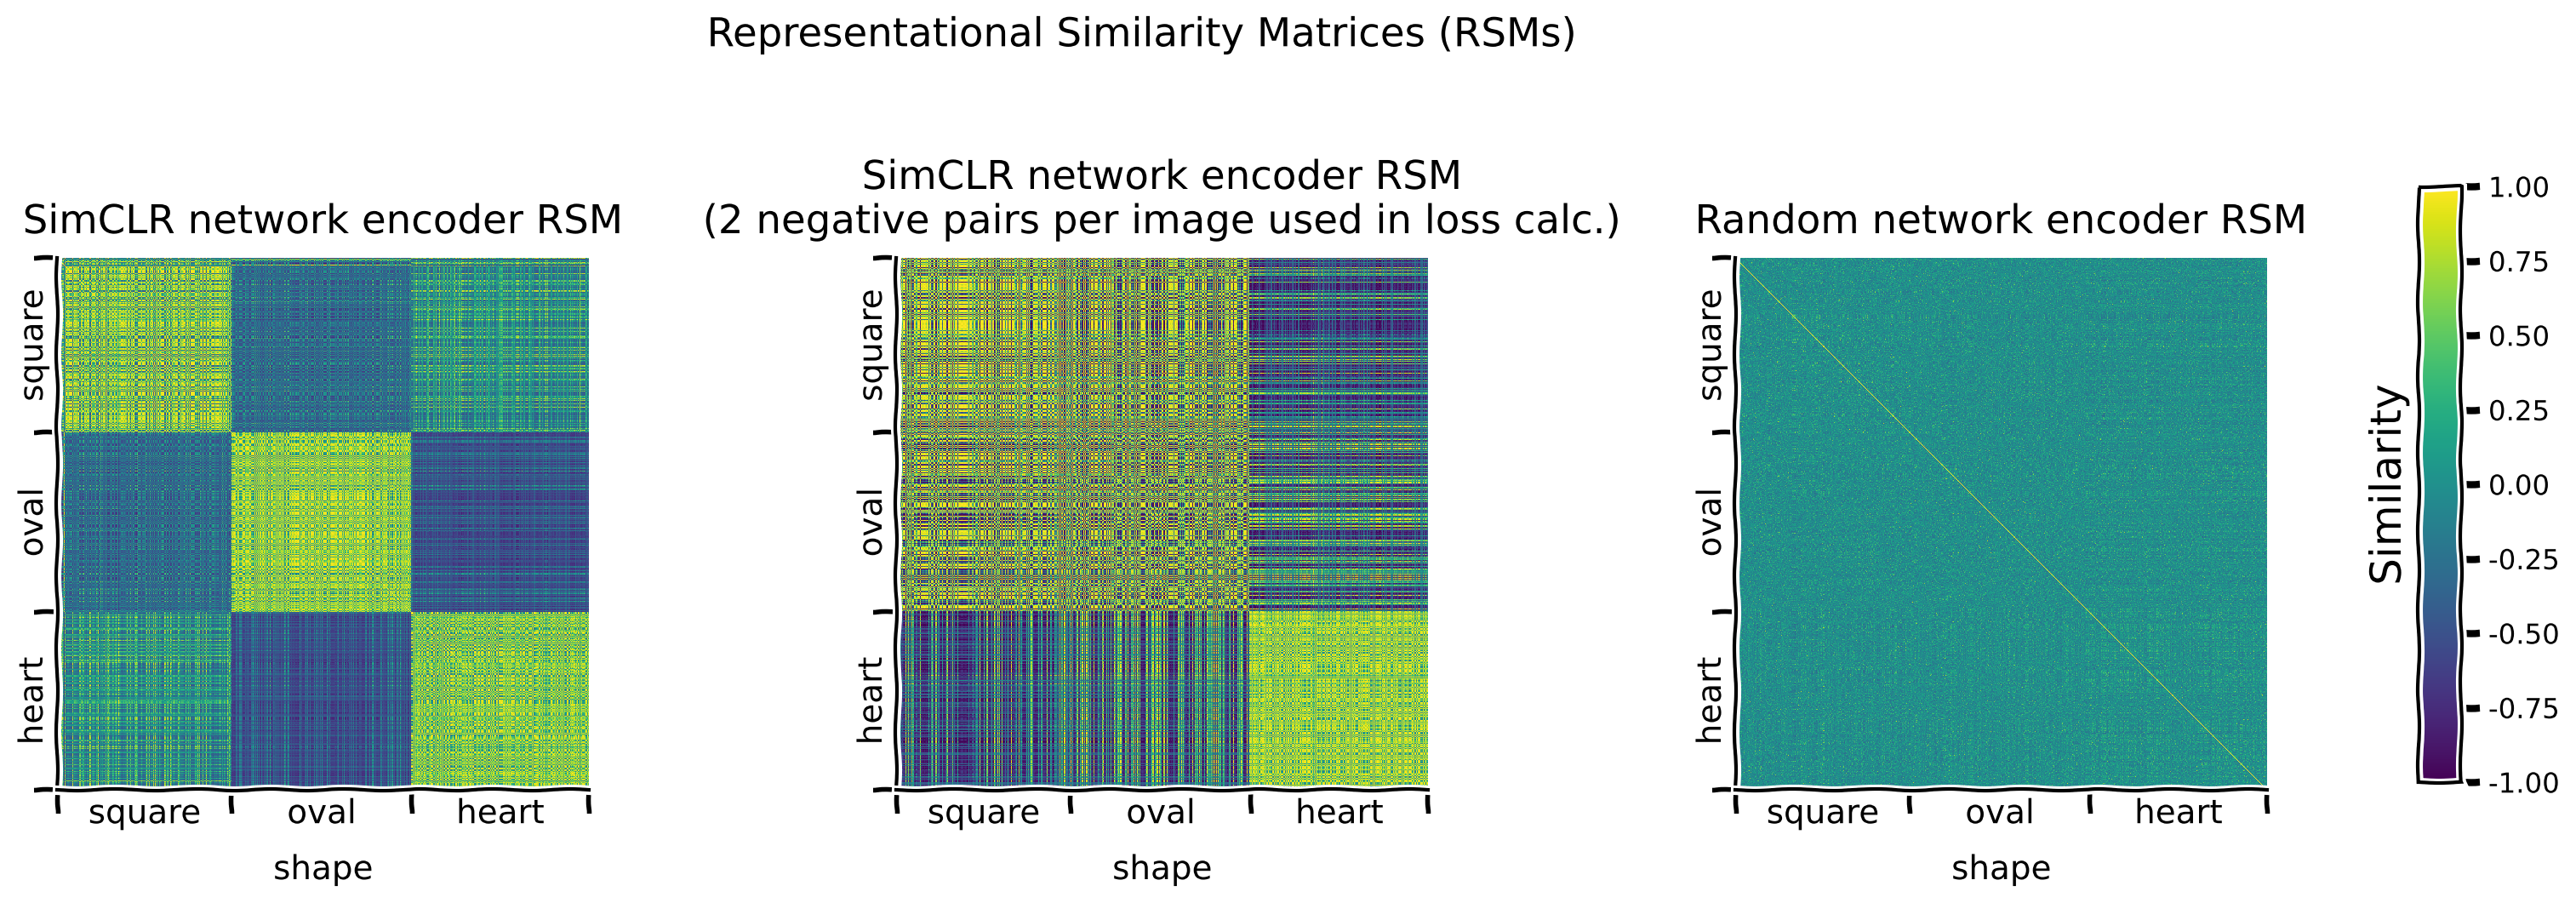 Representational Similarity Matrices (RSMs)
SimCLR network encoder RSM
square
oval
heart
square oval heart
shape
SimCLR network encoder RSM
(2 negative pairs per image used in loss calc.)
square
oval
heart
square oval heart
shape
Random network encoder RSM
square
oval
heart
square oval heart
shape
Similarity
1.00
0.75
0.50
0.25
0.00
-0.25
-0.50
-0.75
-1.00